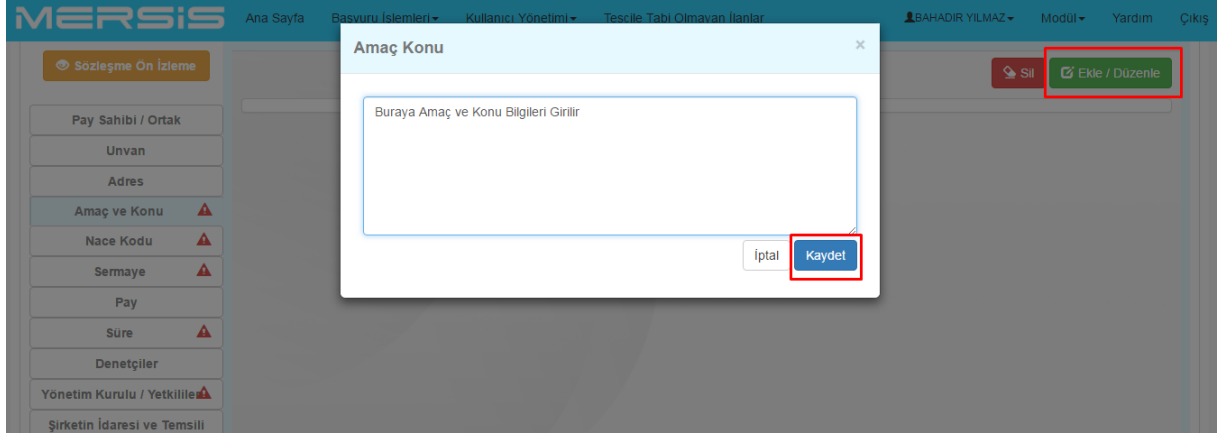 MERSiS Ana Sayfa Başvuru İşlemleri Kullanıcı Yönetimi Tescile Tabi Olmayan İlanlar BAHADIR YILMAZ Modül Yardım Çıkış
Sözleşme Ön İzleme
Amaç Konu ×
Sil Ekle / Düzenle
Buraya Amaç ve Konu Bilgileri Girilir
Pay Sahibi / Ortak
Unvan
Adres
Amaç ve Konu
Nace Kodu
İptal Kaydet
Sermaye
Pay
Süre
Denetçiler
Yönetim Kurulu / Yetkililer
Şirketin İdaresi ve Temsili